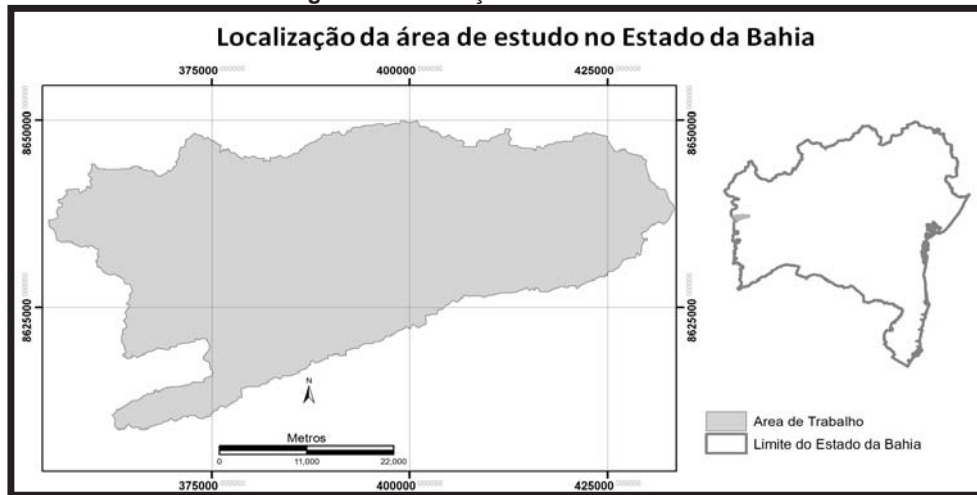 Localização da área de estudo no Estado da Bahia
375000 400000 425000
8650000 8650000
8625000 8625000
N
Metros
0 11,000 22,000
375000 400000 425000
Area de Trabalho
Limite do Estado da Bahia